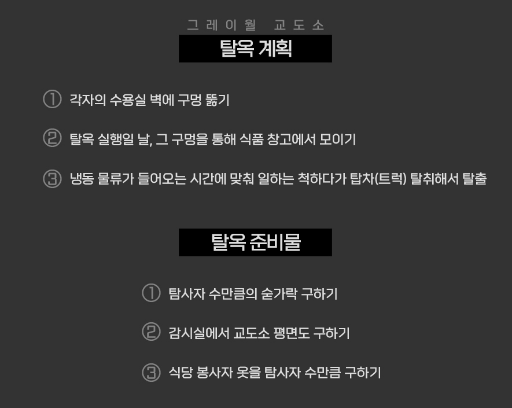 그레이월 교도소
탈옥 계획
① 각자의 수용실 벽에 구멍 뚫기
② 탈옥 실행일 날, 그 구멍을 통해 식품 창고에서 모이기
③ 냉동 물류가 들어오는 시간에 맞춰 일하는 척하다가 탑차(트럭) 탈취해서 탈출
탈옥 준비물
① 탐사자 수만큼의 숟가락 구하기
② 감시실에서 교도소 평면도 구하기
③ 식당 봉사자 옷을 탐사자 수만큼 구하기